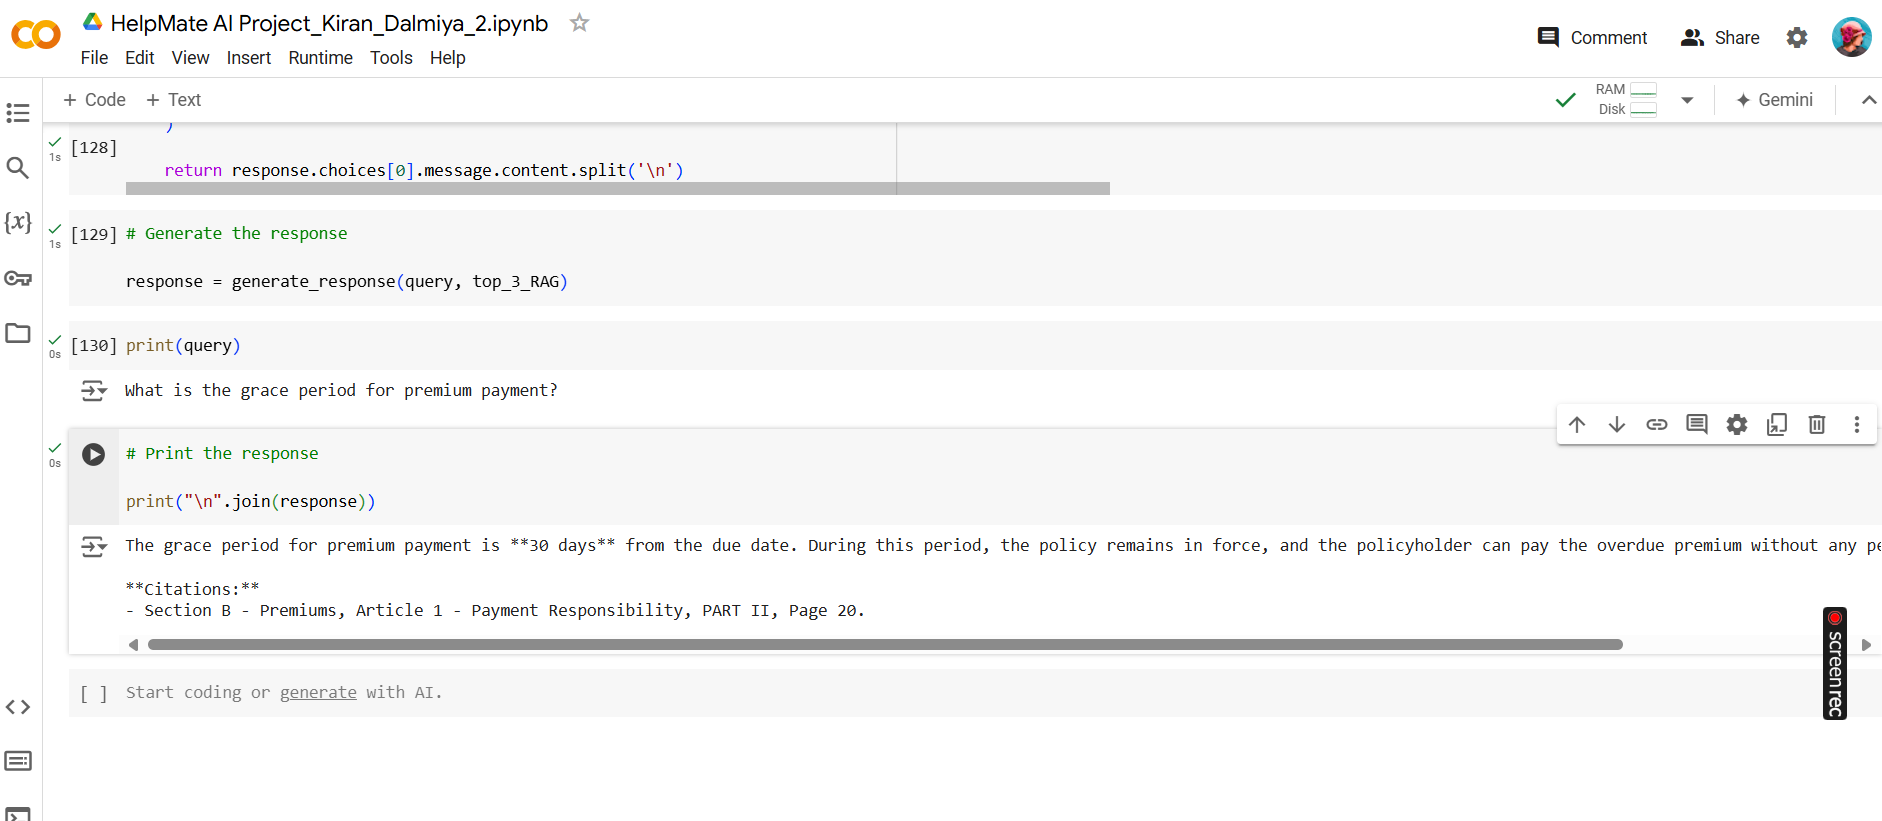 HelpMate AI Project_Kiran_Dalmiya_2.ipynb
Comment Share
File Edit View Insert Runtime Tools Help
+ Code + Text
RAM
Disk
Gemini
)
[128]
1s
return response.choices[0].message.content.split('\n')
{x}
[129] # Generate the response
1s
response = generate_response(query, top_3_RAG)
[130] print(query)
0s
What is the grace period for premium payment?
# Print the response
0s
print("\n".join(response))
The grace period for premium payment is **30 days** from the due date. During this period, the policy remains in force, and the policyholder can pay the overdue premium without any pe
**Citations:**
- Section B - Premiums, Article 1 - Payment Responsibility, PART II, Page 20.
screenrec
[ ] Start coding or generate with AI.